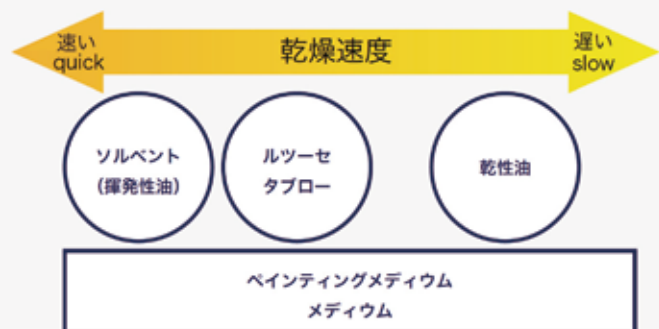 速い
quick
乾燥速度
遅い
slow
ソルベント
（揮発性油）
ルツーセ
タブロー
乾性油
ペインティングメディウム
メディウム